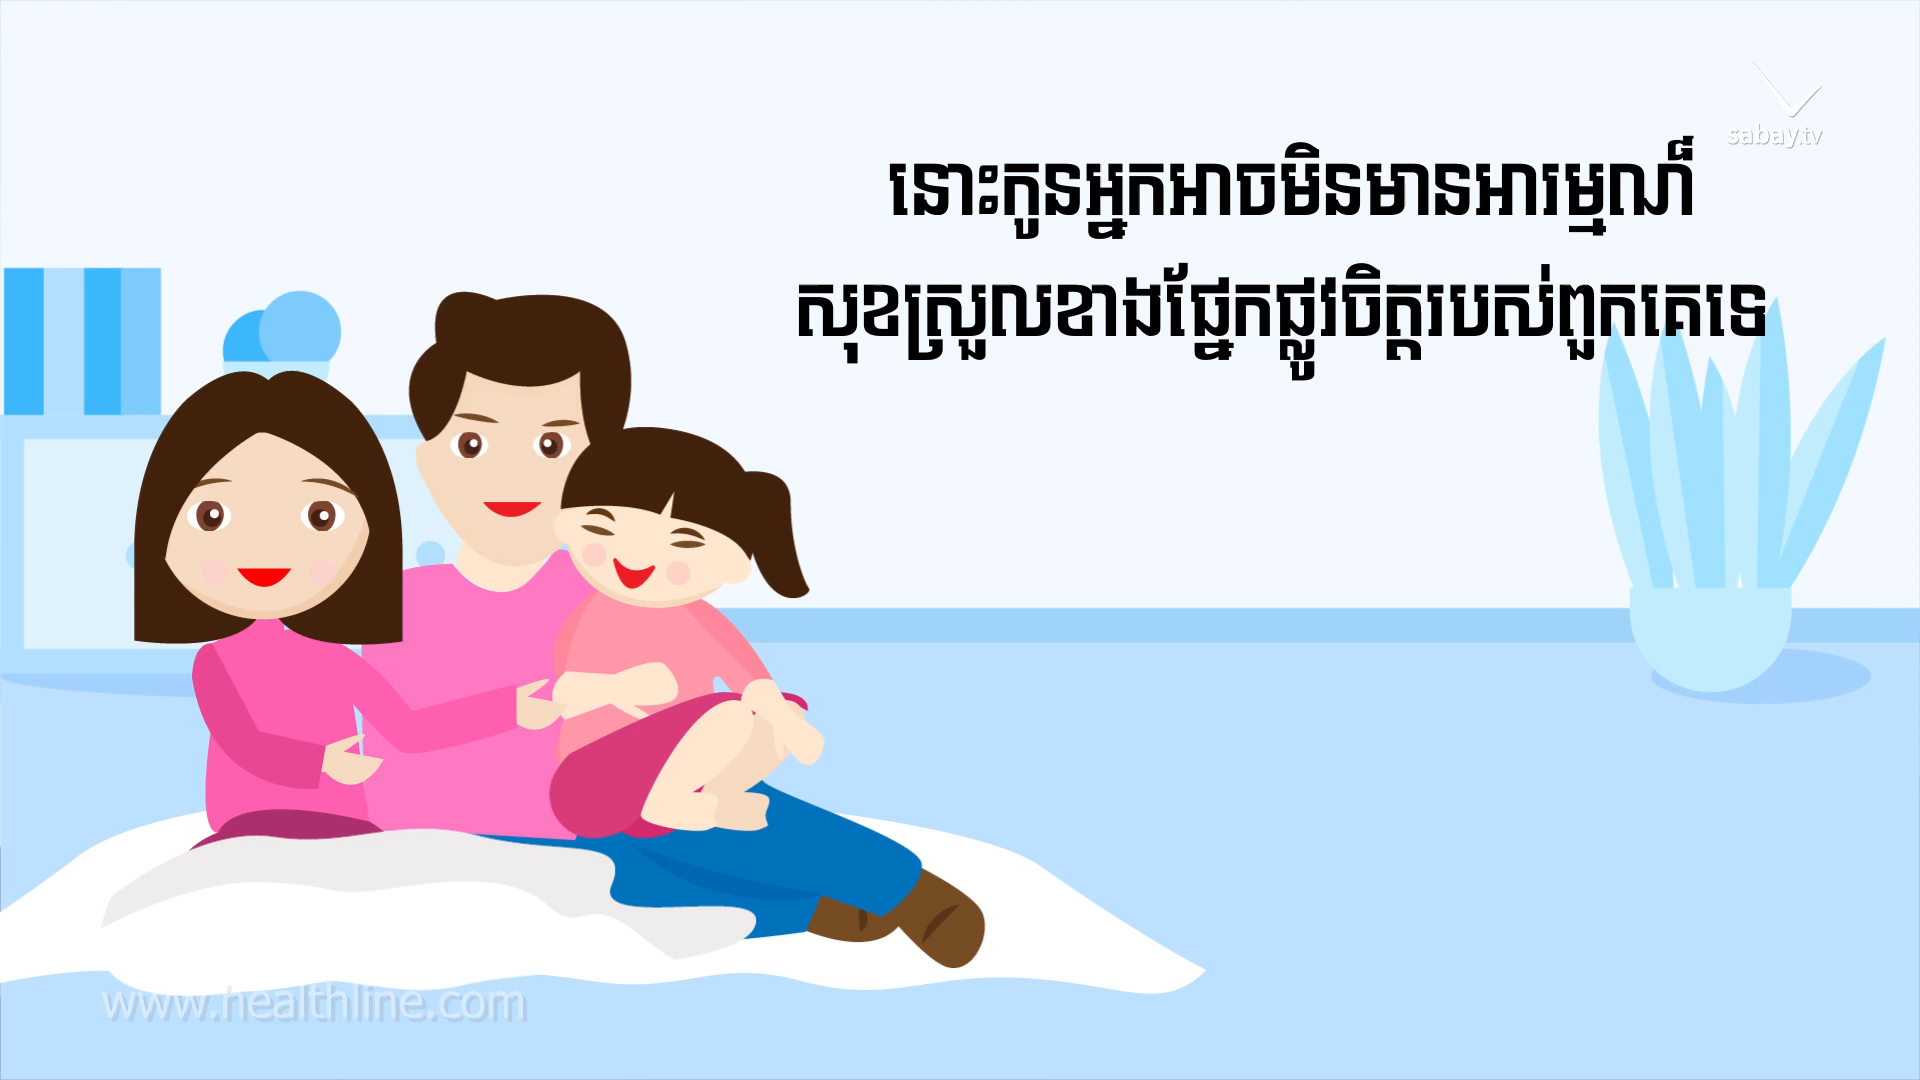 sabay.tv
នោះកូនអ្នកអាចមិនមានអារម្មណ៏
សុខស្រួលខាងផ្នែកផ្លូវចិត្តរបស់ពួកគេទេ
www.healthline.com